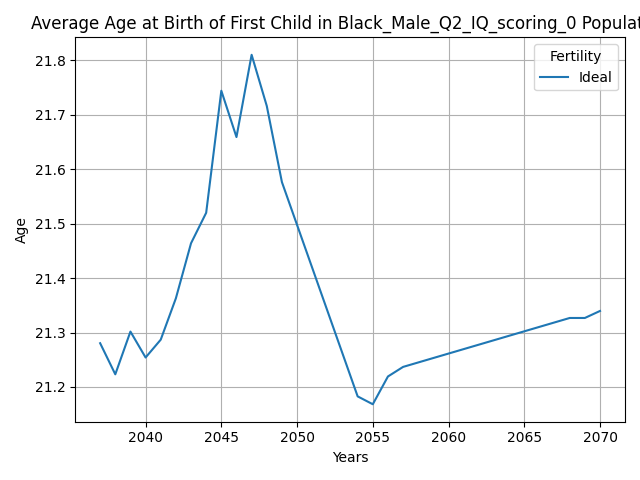 Average Age at Birth of First Child in Black_Male_Q2_IQ_scoring_0 Populat
Fertility
Ideal
21.8
21.7
21.6
21.5
21.4
21.3
21.2
Age
2040 2045 2050 2055 2060 2065 2070
Years